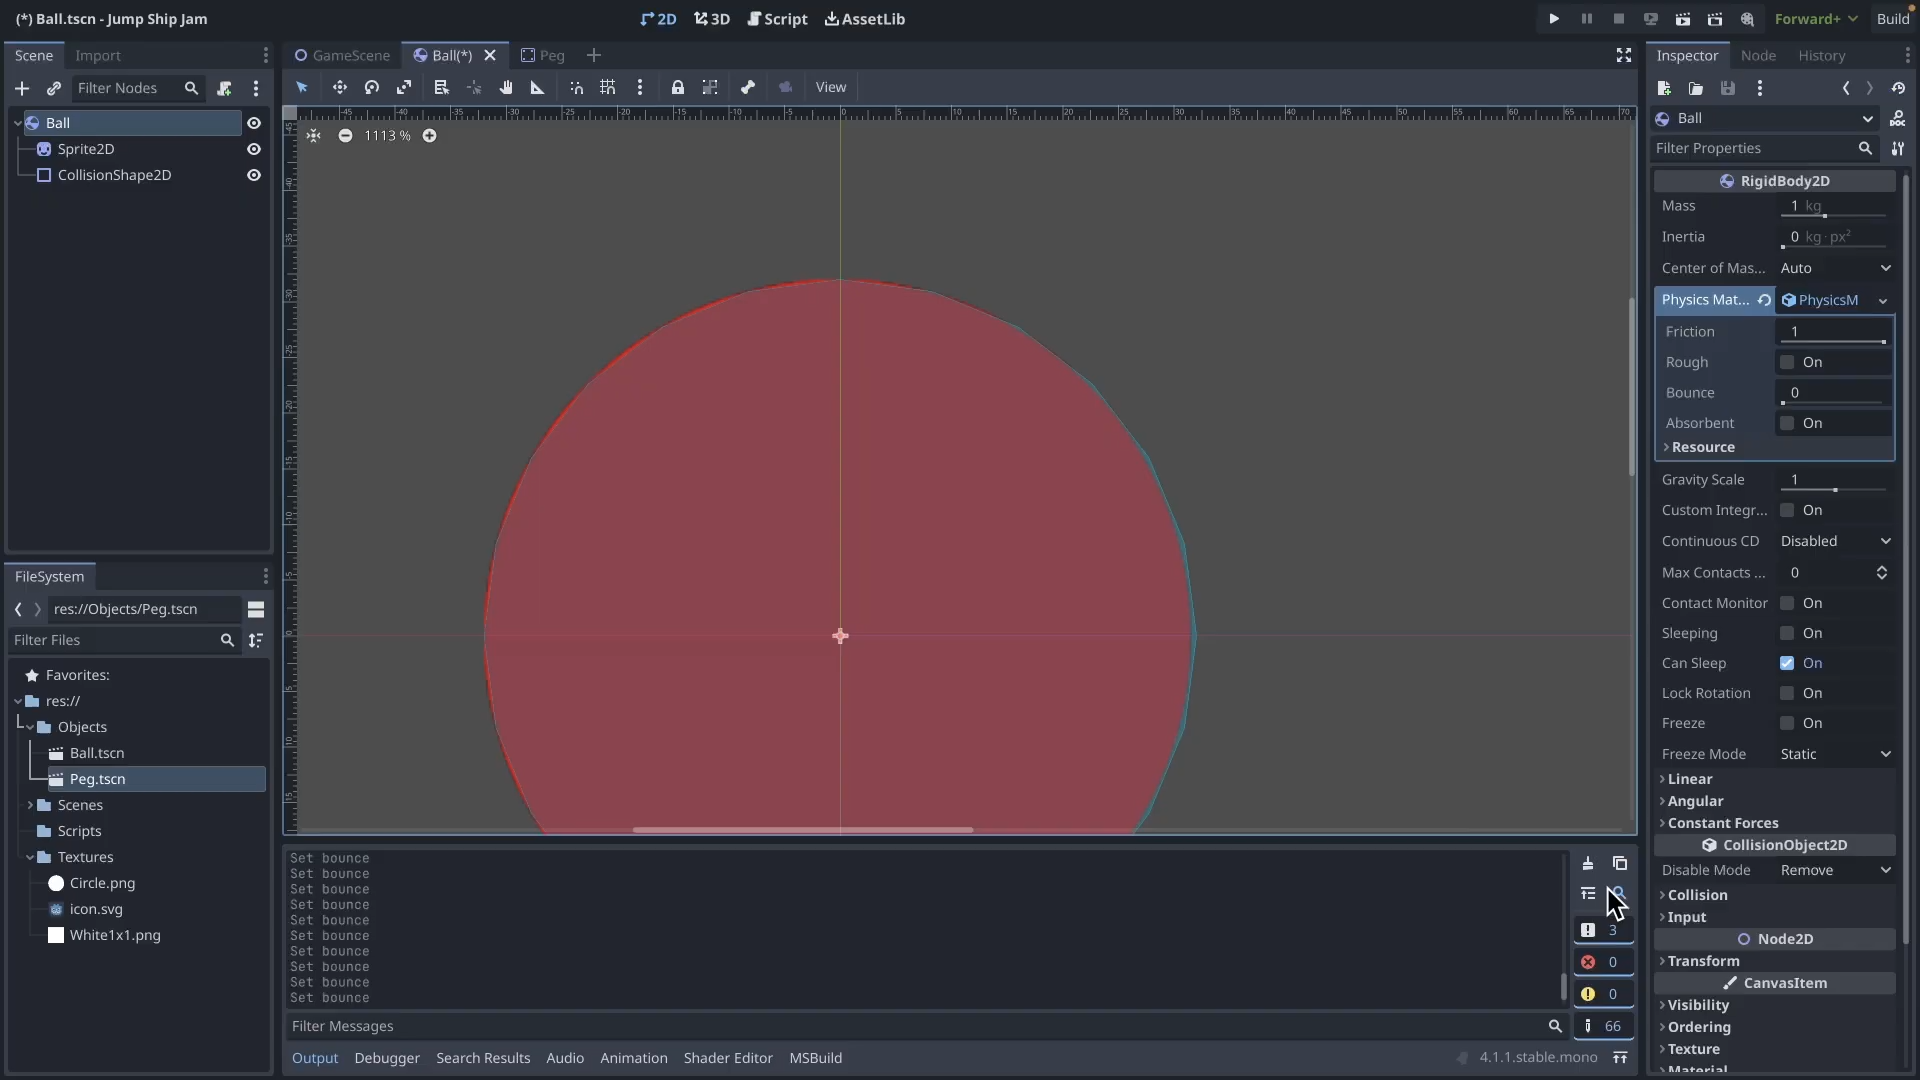 (*) Ball.tscn - Jump Ship Jam
2D
3D
Script
AssetLib
Forward+
Build
Scene
Import
GameScene
Ball(*)
Peg
Inspector
Node
History
Filter Nodes
View
Ball
Sprite2D
CollisionShape2D
1113 %
Ball
Filter Properties
RigidBody2D
Mass
1 kg
Inertia
0 kg·px²
Center of Mas...
Auto
Physics Mat...
PhysicsM
Friction
1
Rough
On
Bounce
0
Absorbent
On
Resource
Gravity Scale
1
Custom Integr...
On
Continuous CD
Disabled
Max Contacts ...
0
Contact Monitor
On
Sleeping
On
Can Sleep
On
Lock Rotation
On
Freeze
On
Freeze Mode
Static
Linear
Angular
Constant Forces
CollisionObject2D
Disable Mode
Remove
Collision
Input
Node2D
Transform
CanvasItem
Visibility
Ordering
Texture
Material
FileSystem
res://Objects/Peg.tscn
Filter Files
Favorites:
res://
Objects
Ball.tscn
Peg.tscn
Scenes
Scripts
Textures
Circle.png
icon.svg
White1x1.png
Set bounce
Set bounce
Set bounce
Set bounce
Set bounce
Set bounce
Set bounce
Set bounce
Set bounce
Set bounce
3
0
0
66
Filter Messages
Output
Debugger
Search Results
Audio
Animation
Shader Editor
MSBuild
4.1.1.stable.mono